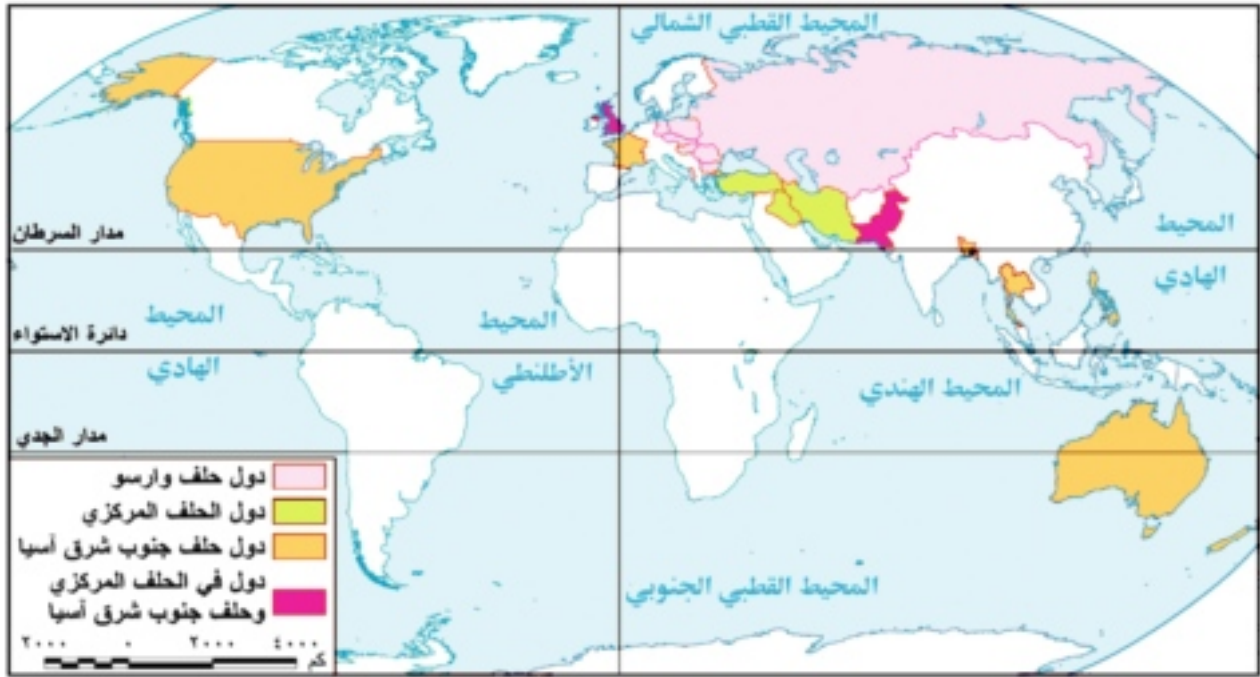 المحيط القطبي الشمالي
المحيط
الهادي
مدار السرطان
المحيط
الهادي
المحيط
الأطلنطي
دائرة الاستواء
المحيط الهندي
مدار الجدي
المحيط القطبي الجنوبي
دول حلف وارسو
دول الحلف المركزي
دول حلف جنوب شرق أسيا
دول في الحلف المركزي
وحلف جنوب شرق أسيا
٢٠٠٠ ٠ ٢٠٠٠ ٤٠٠٠
كم